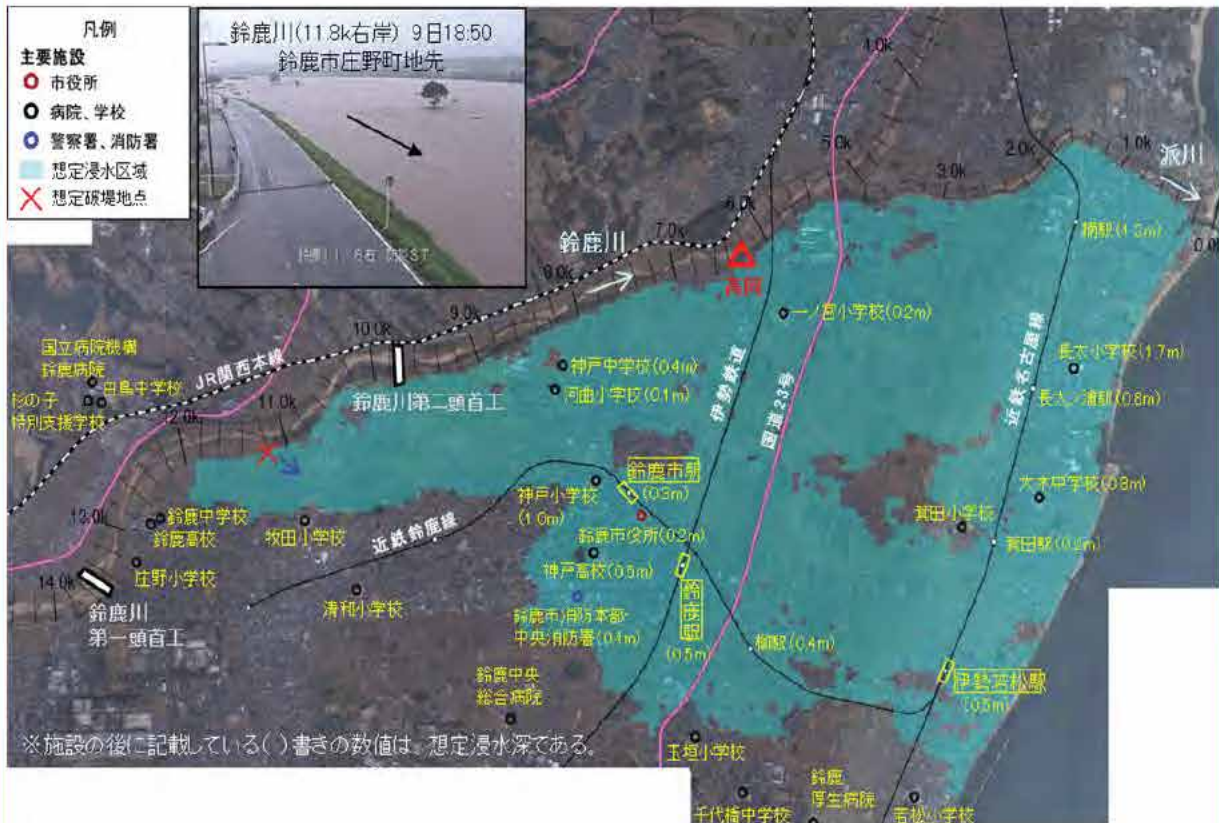 凡例
主要施設
市役所
病院、学校
警察署、消防署
想定浸水区域
想定破堤地点
鈴鹿川(11.8k右岸) 9日18:50
鈴鹿市庄野町地先
4.0k
5.0k
3.0k
2.0k
1.0k
派川
0.0k
6.0k
7.0k
鈴鹿川
8.0k
9.0k
10.0k
高岡
楠駅(1.3m)
一ノ宮小学校(0.2m)
国立病院機構
鈴鹿病院
杉の子
特別支援学校
JR関西本線
鈴鹿川第二頭首工
神戸中学校(0.4m)
河曲小学校(0.1m)
伊勢鉄道
国道23号
近鉄名古屋線
長太小学校(1.7m)
長太ノ浦駅(0.8m)
11.0k
12.0k
13.0k
14.0k
鈴鹿市駅
(0.3m)
神戸小学校
(1.0m)
鈴鹿市役所(0.2m)
神戸高校(0.5m)
鈴鹿市消防本部・
中央消防署(0.4m)
鈴鹿駅
(0.5m)
大木中学校(0.8m)
箕田小学校
箕田駅(0.2m)
鈴鹿中学校
鈴鹿高校
牧田小学校
近鉄鈴鹿線
庄野小学校
清和小学校
鈴鹿川
第一頭首工
柳駅(0.4m)
伊勢若松駅
(0.5m)
鈴鹿中央
総合病院
玉垣小学校
※施設の後に記載している( )書きの数値は、想定浸水深である。
千代崎中学校
鈴鹿
厚生病院
若松小学校